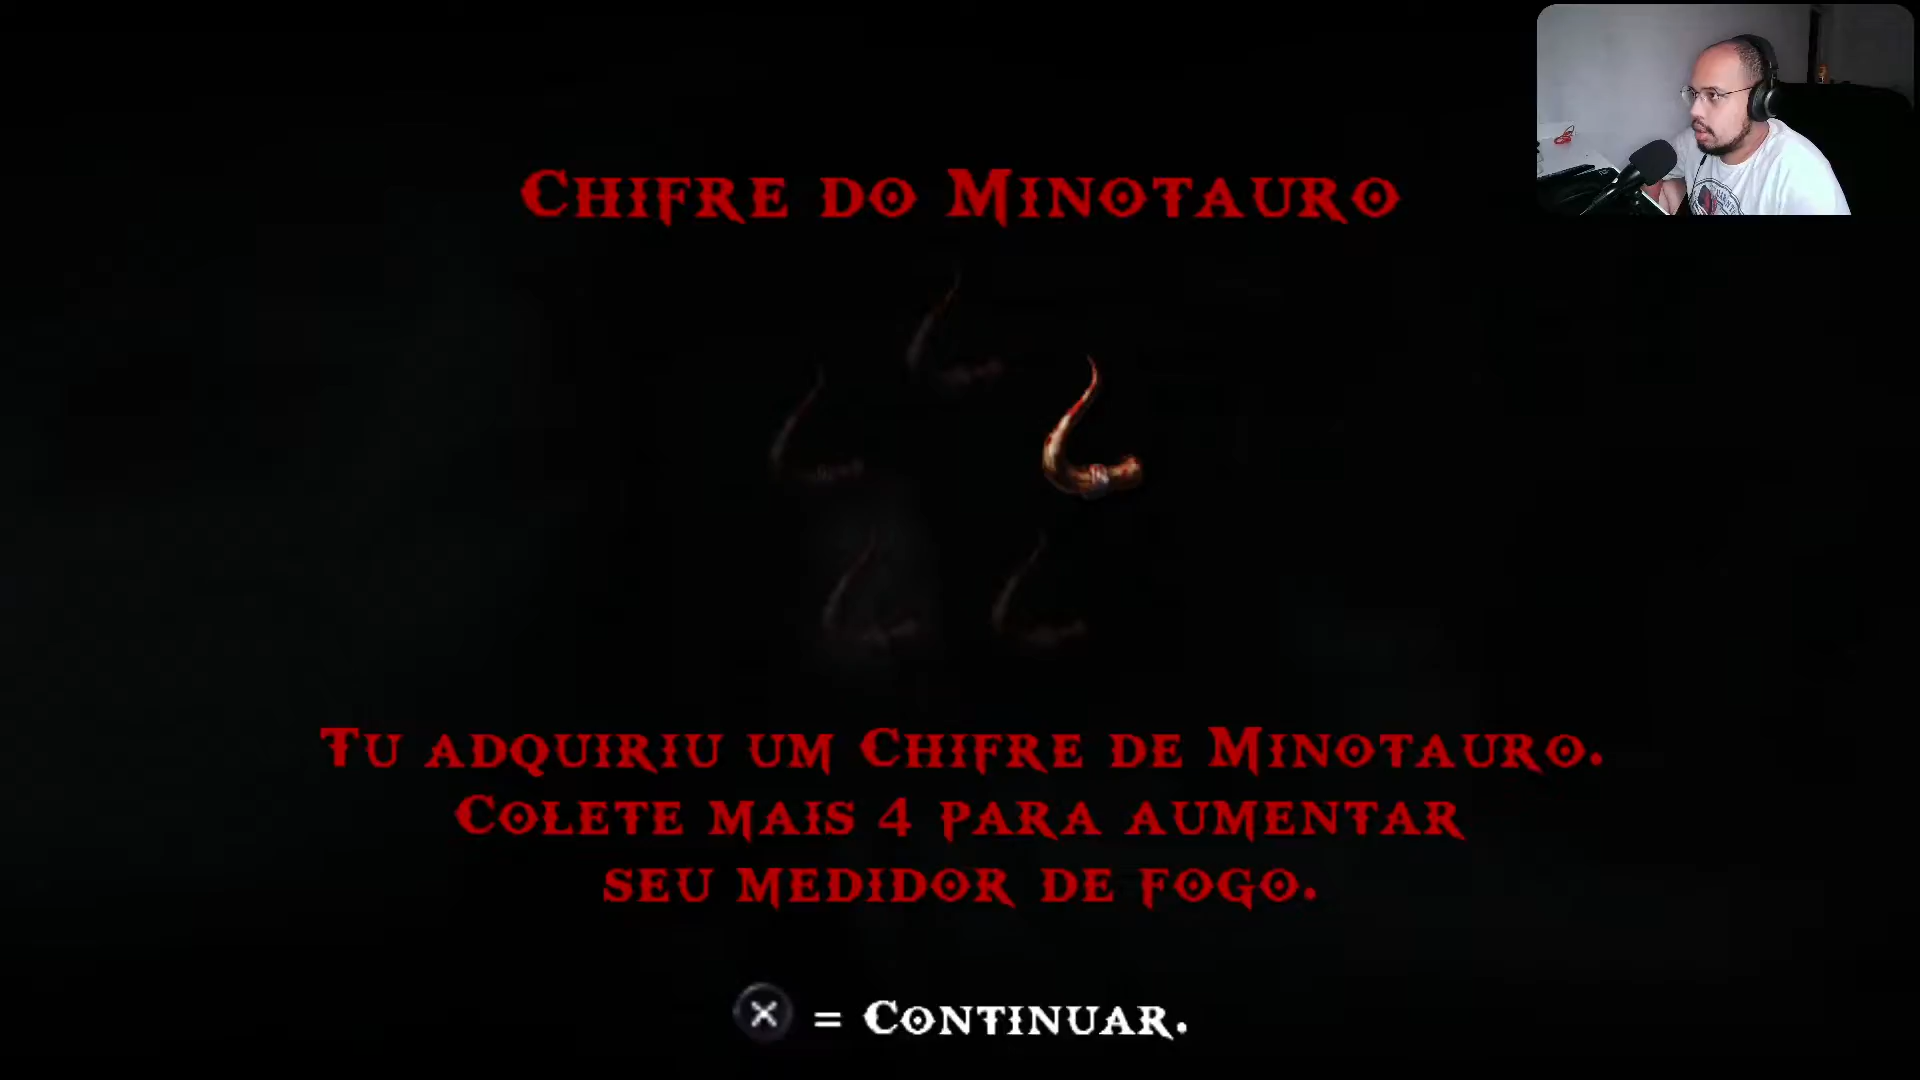 Chifre do Minotauro
Tu adquiriu um Chifre de Minotauro.
Colete mais 4 para aumentar
seu medidor de fogo.
= Continuar.